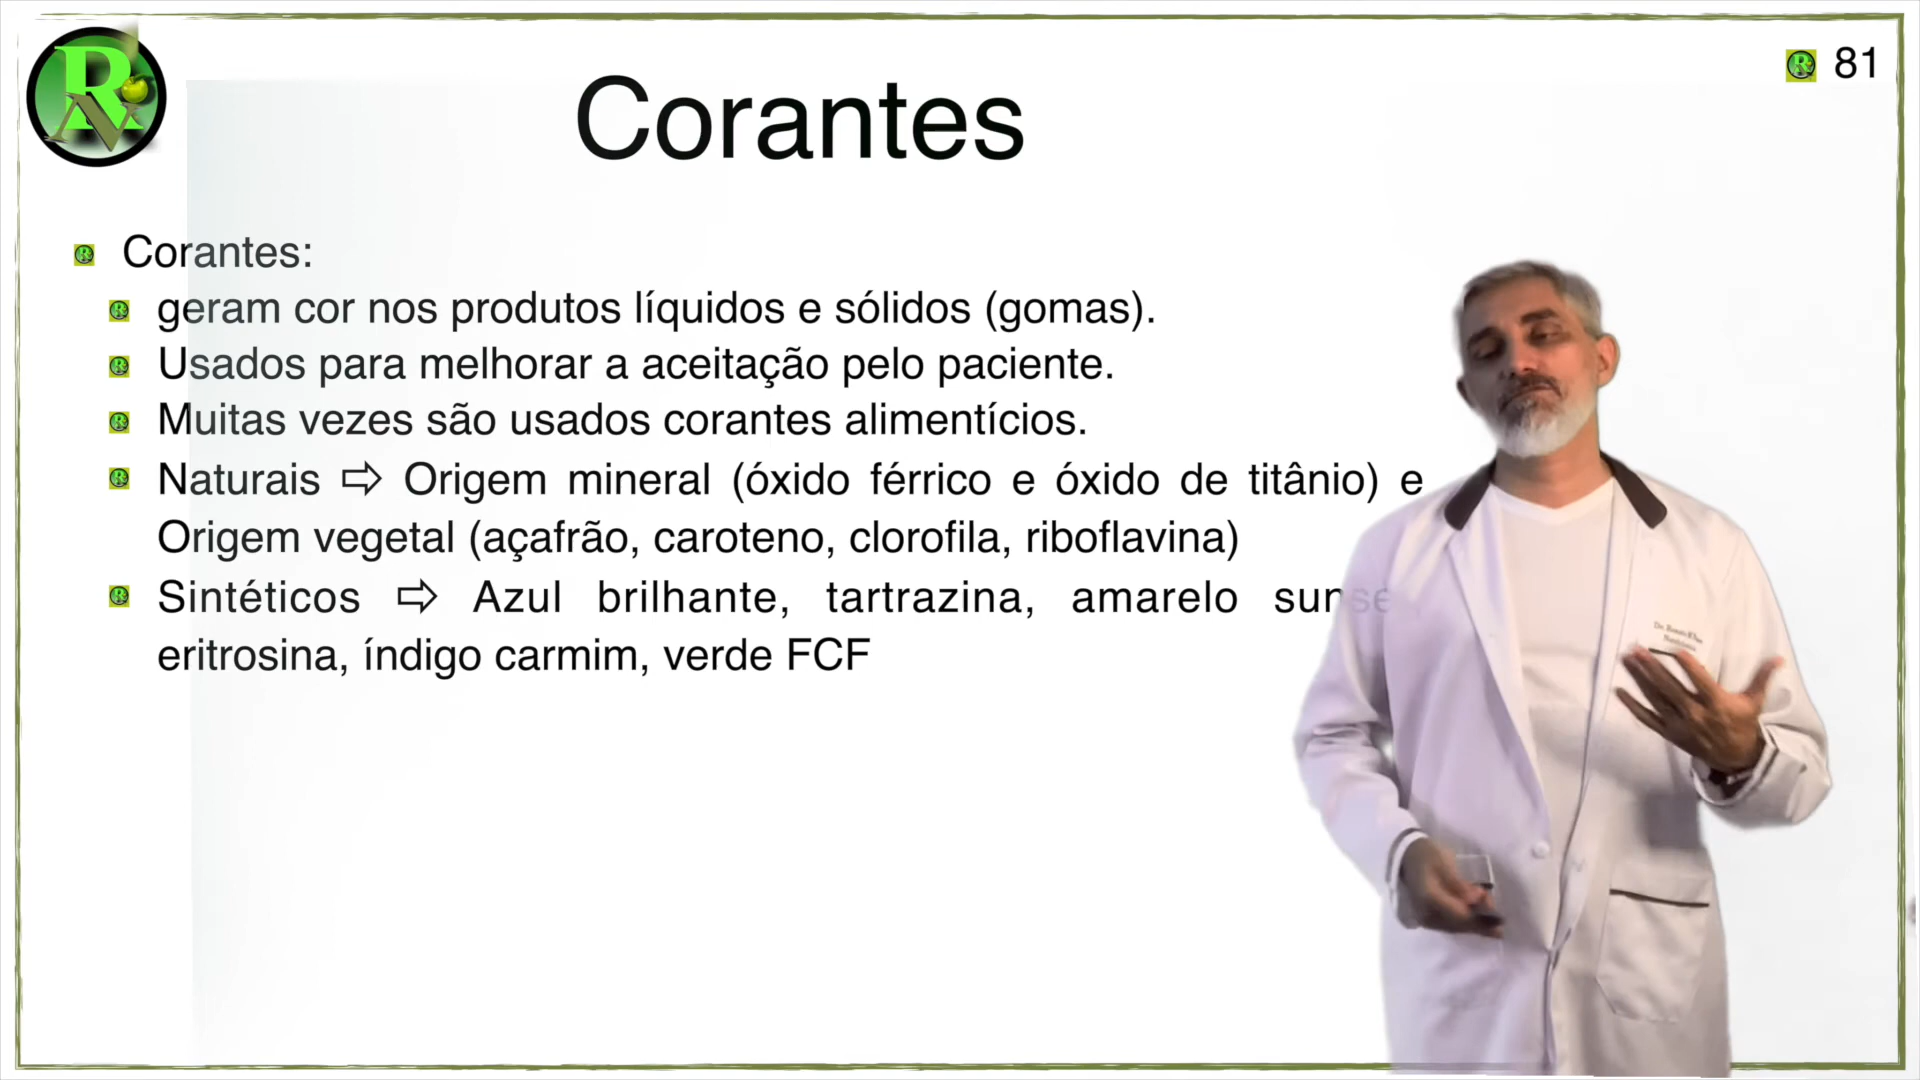 81
Corantes
Corantes:
geram cor nos produtos líquidos e sólidos (gomas).
Usados para melhorar a aceitação pelo paciente.
Muitas vezes são usados corantes alimentícios.
Naturais ⇨ Origem mineral (óxido férrico e óxido de titânio) e
Origem vegetal (açafrão, caroteno, clorofila, riboflavina)
Sintéticos ⇨ Azul brilhante, tartrazina, amarelo
eritrosina, índigo carmim, verde FCF